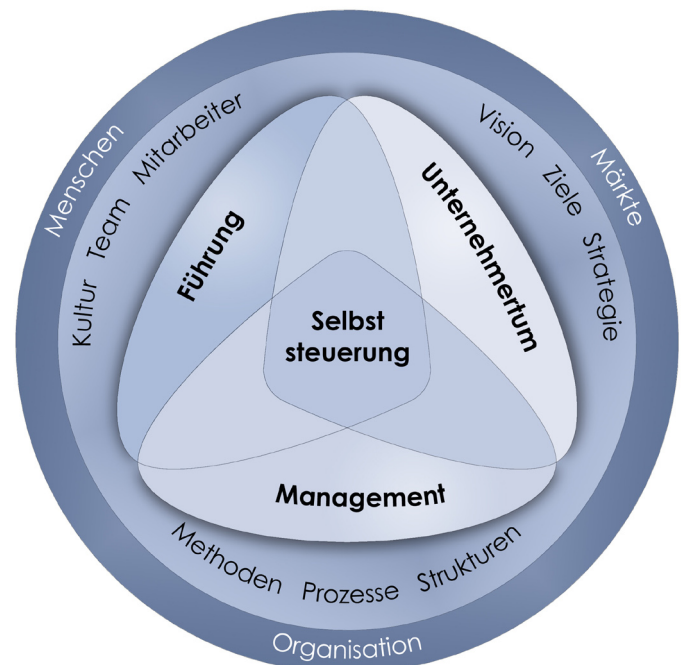 Menschen
Märkte
Organisation
Kultur Team Mitarbeiter
Vision Ziele Strategie
Methoden Prozesse Strukturen
Führung
Unternehmertum
Management
Selbst
steuerung